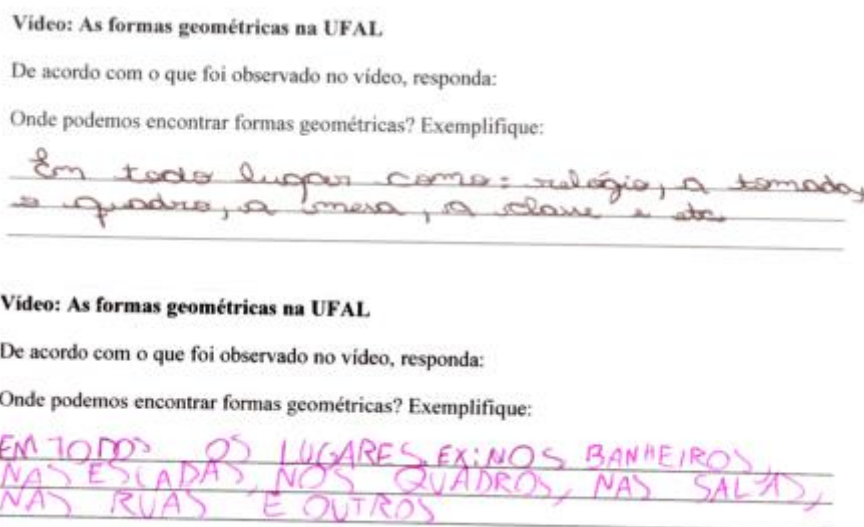 Vídeo: As formas geométricas na UFAL
De acordo com o que foi observado no vídeo, responda:
Onde podemos encontrar formas geométricas? Exemplifique:
Em todo lugar como: relógio, a tomada,
o quadro, a mesa, a classe e etc
Vídeo: As formas geométricas na UFAL
De acordo com o que foi observado no vídeo, responda:
Onde podemos encontrar formas geométricas? Exemplifique:
EM TODOS OS LUGARES. EX: NOS BANHEIROS,
NAS ESCADAS, NOS QUADROS, NAS SALAS,
NAS RUAS E OUTROS